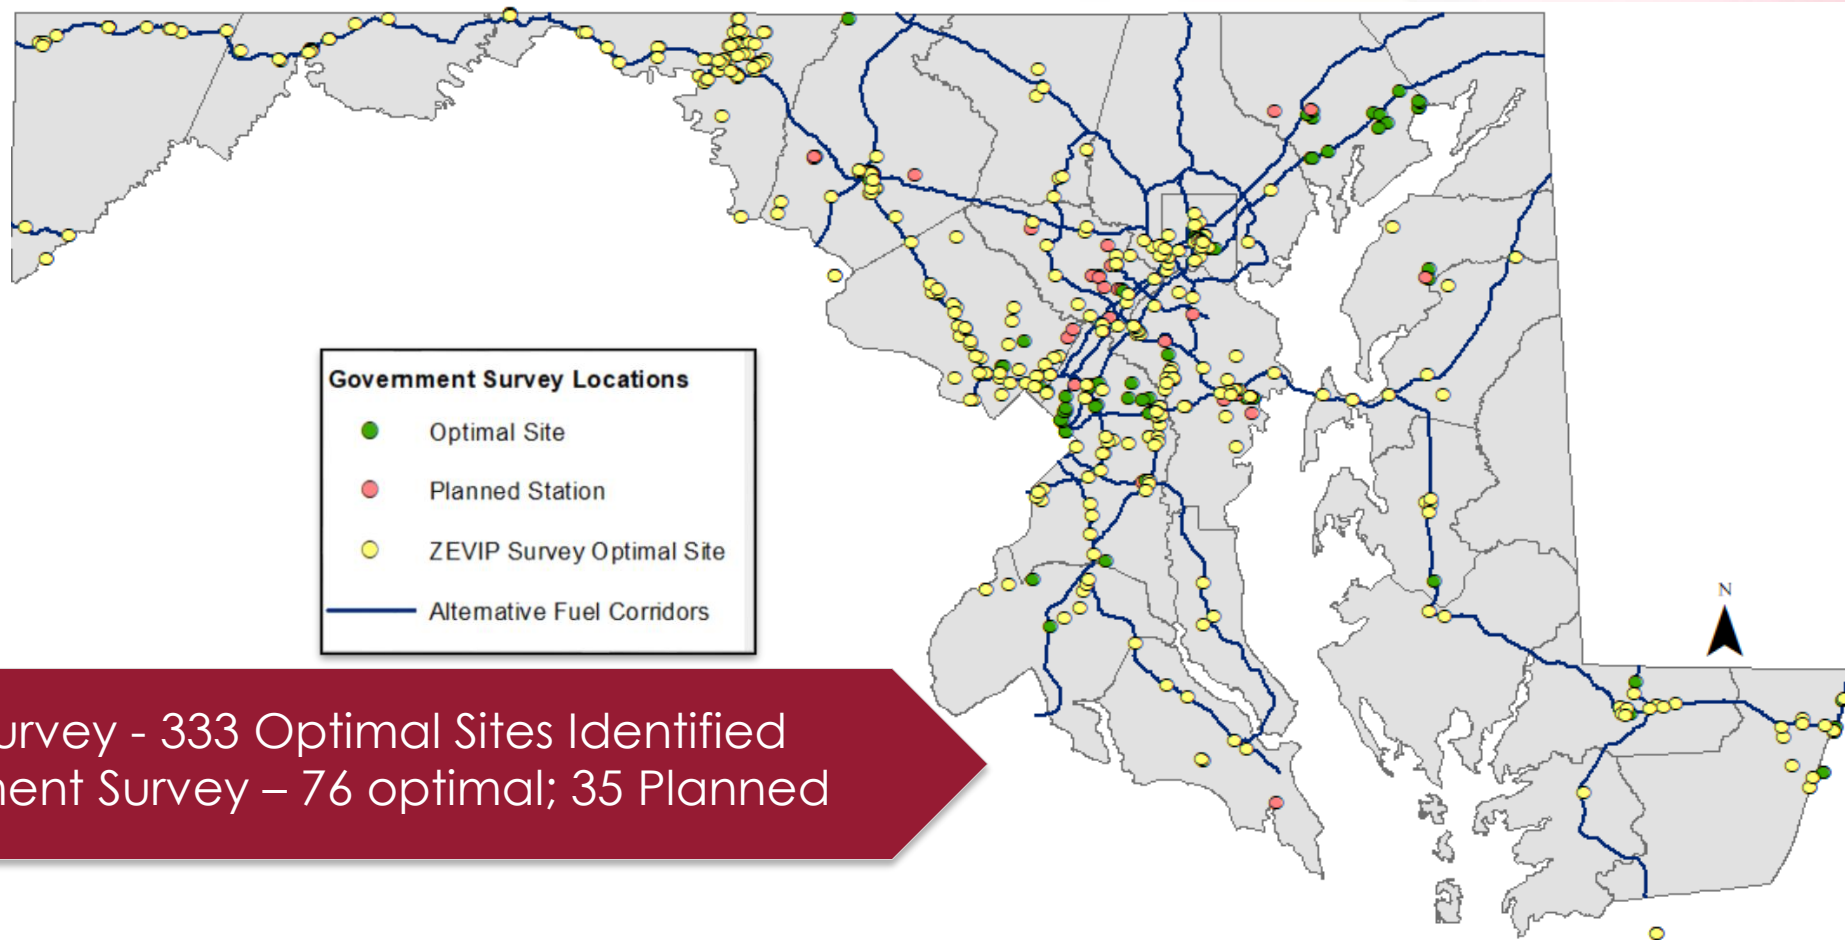 Government Survey Locations
Optimal Site
Planned Station
ZEVIP Survey Optimal Site
Alternative Fuel Corridors
N
urvey - 333 Optimal Sites Identified
ent Survey – 76 optimal; 35 Planned